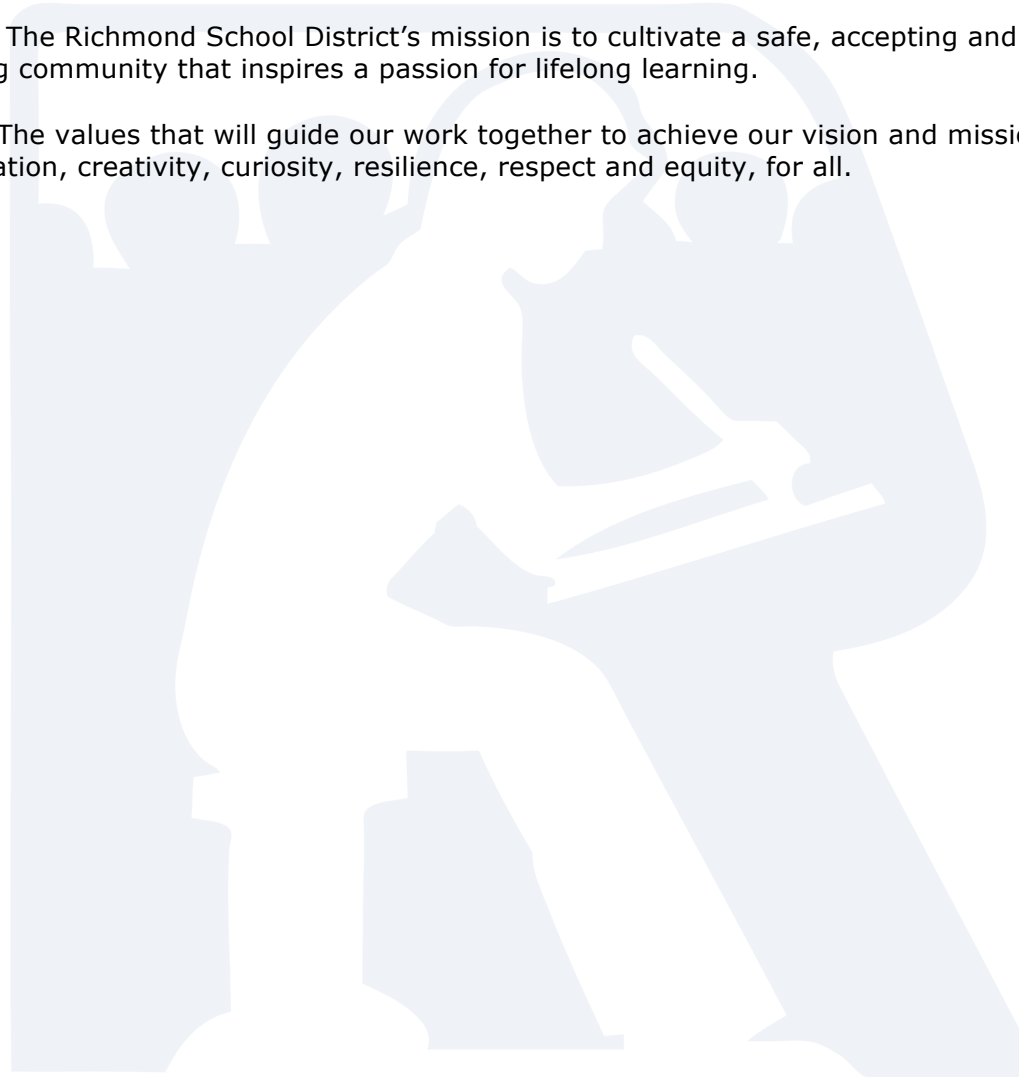 The Richmond School District’s mission is to cultivate a safe, accepting and
community that inspires a passion for lifelong learning.
The values that will guide our work together to achieve our vision and
creativity, curiosity, resilience, respect and equity, for all.